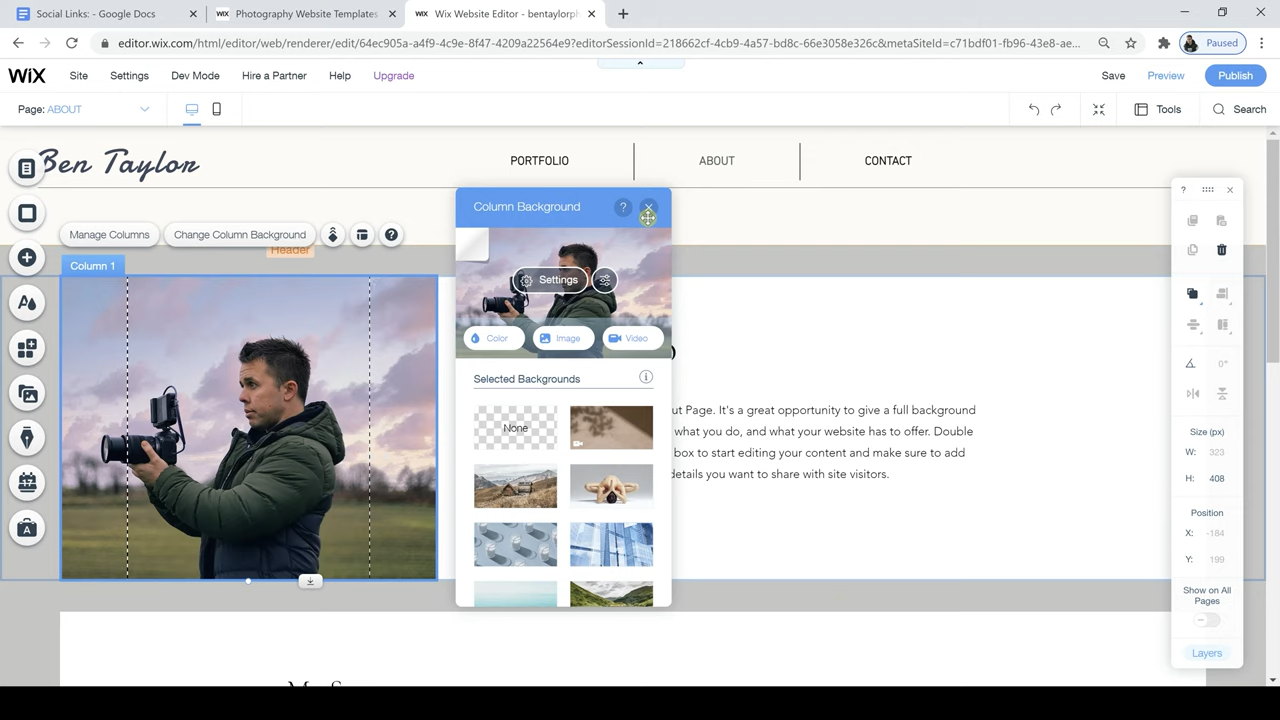 Social Links: - Google Docs
Photography Website Templates
Wix Website Editor - bentaylorph
editor.wix.com/html/editor/web/renderer/edit/64ec905a-a4f9-4c9e-8f47-4209a22564e9?editorSessionId=218662cf-4cb9-4a57-bd8c-66e3058e326c&metaSiteId=c71bdf01-fb96-43e8-ae...
Paused
WiX
Site
Settings
Dev Mode
Hire a Partner
Help
Upgrade
Save
Preview
Publish
Page: ABOUT
Tools
Search
Ben Taylor
PORTFOLIO
ABOUT
CONTACT
Manage Columns
Change Column Background
Header
Column 1
Column Background
Settings
Color
Image
Video
Selected Backgrounds
None
ut Page. It's a great opportunity to give a full background
what you do, and what your website has to offer. Double
box to start editing your content and make sure to add
details you want to share with site visitors.
0°
Size (px)
W: 323
H: 408
Position
X: -184
Y: 199
Show on All
Pages
Layers